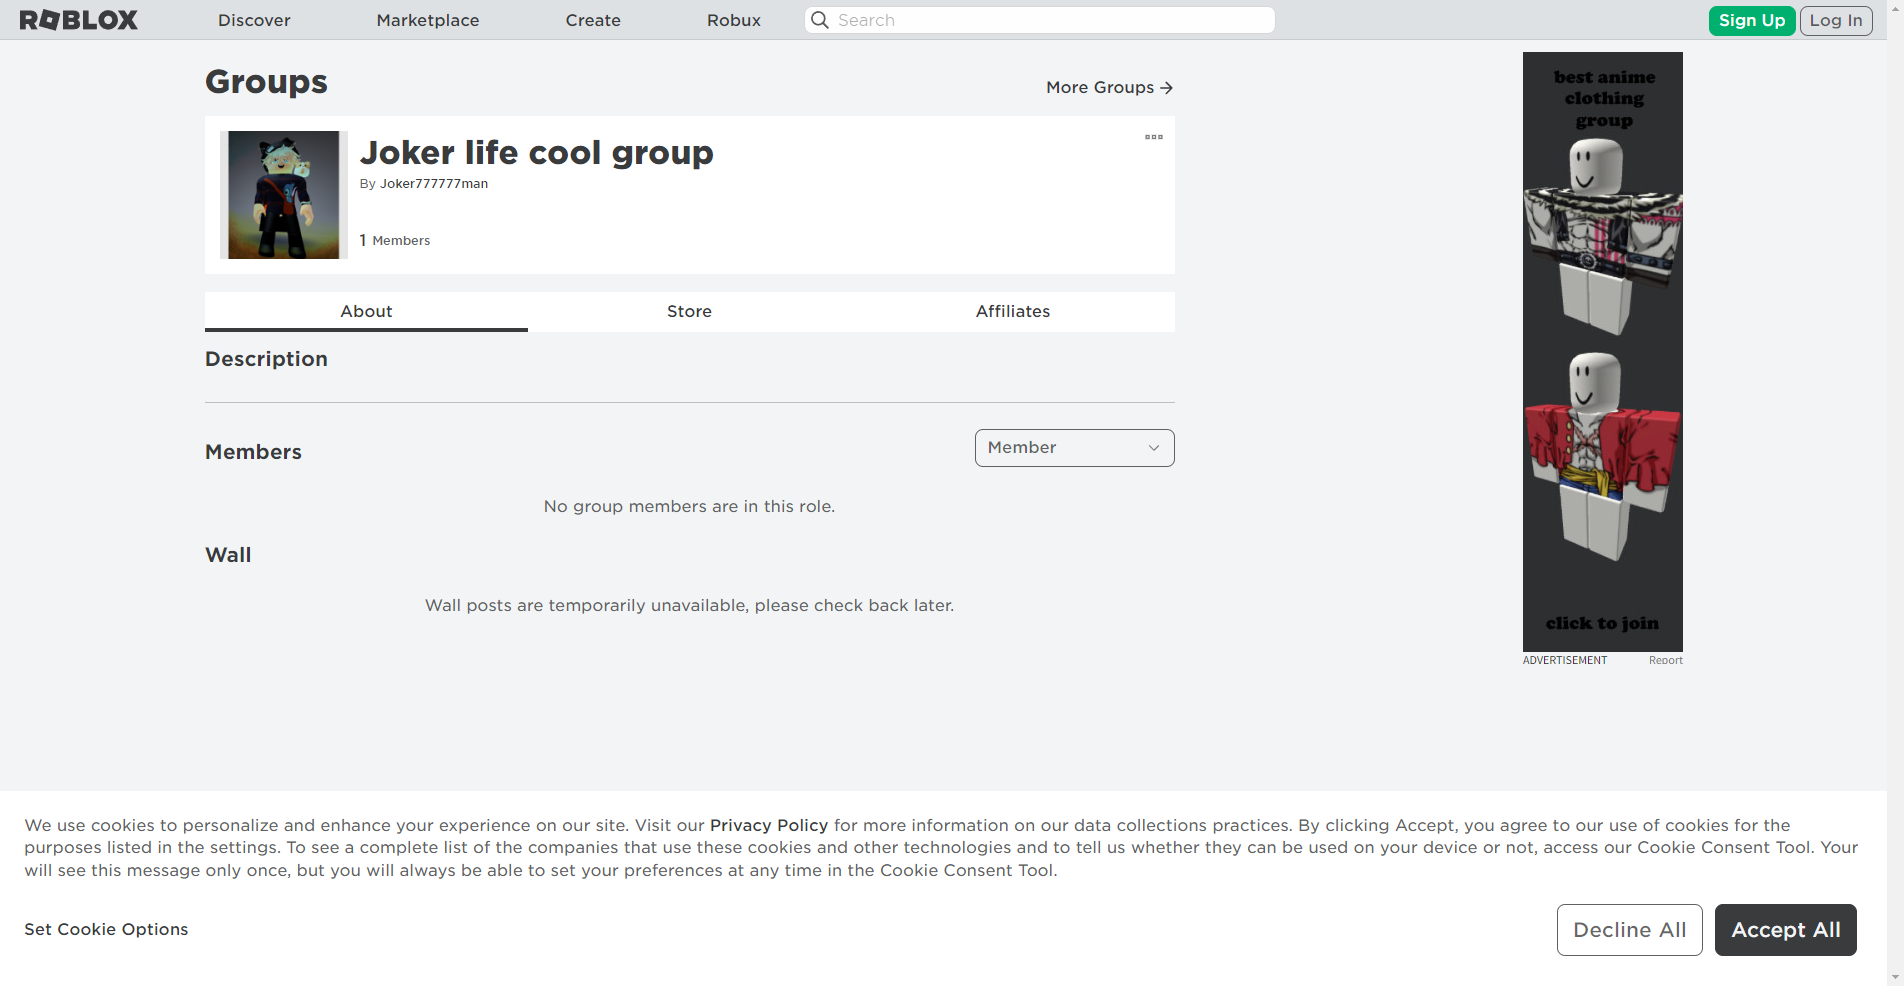 ROBLOX
Discover
Marketplace
Create
Robux
Search
Sign Up
Log In
Groups
More Groups →
Joker life cool group
By Joker777777man
1 Members
About
Store
Affiliates
Description
Members
Member
No group members are in this role.
Wall
Wall posts are temporarily unavailable, please check back later.
best anime
clothing
group
click to join
ADVERTISEMENT
Report
We use cookies to personalize and enhance your experience on our site. Visit our Privacy Policy for more information on our data collections practices. By clicking Accept, you agree to our use of cookies for the
purposes listed in the settings. To see a complete list of the companies that use these cookies and other technologies and to tell us whether they can be used on your device or not, access our Cookie Consent Tool. Your
will see this message only once, but you will always be able to set your preferences at any time in the Cookie Consent Tool.
Set Cookie Options
Decline All
Accept All